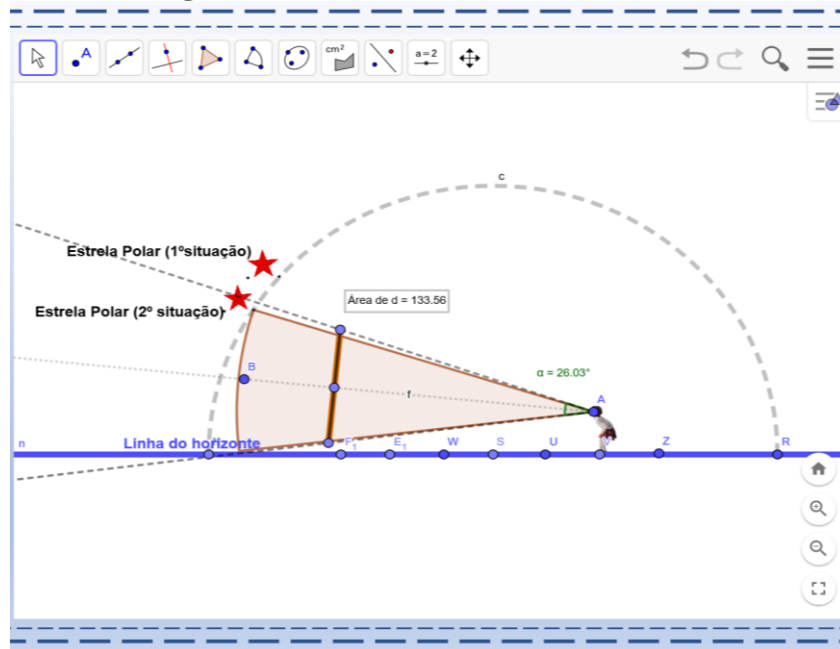 A
cm²
a=2
c
Estrela Polar (1ºsituação)
Estrela Polar (2º situação)
Área de d = 133.56
B
α = 26.03°
f
A
n
Linha do horizonte
F₁
E₁
W
S
U
Z
R